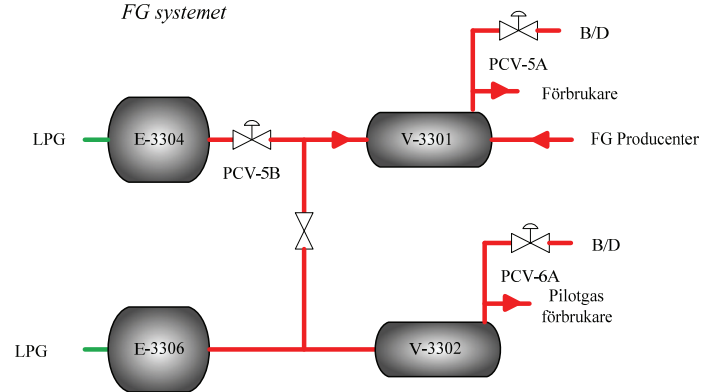 FG systemet
B/D
PCV-5A
Förbrukare
LPG
E-3304
PCV-5B
V-3301
FG Producenter
B/D
PCV-6A
Pilotgas
förbrukare
LPG
E-3306
V-3302